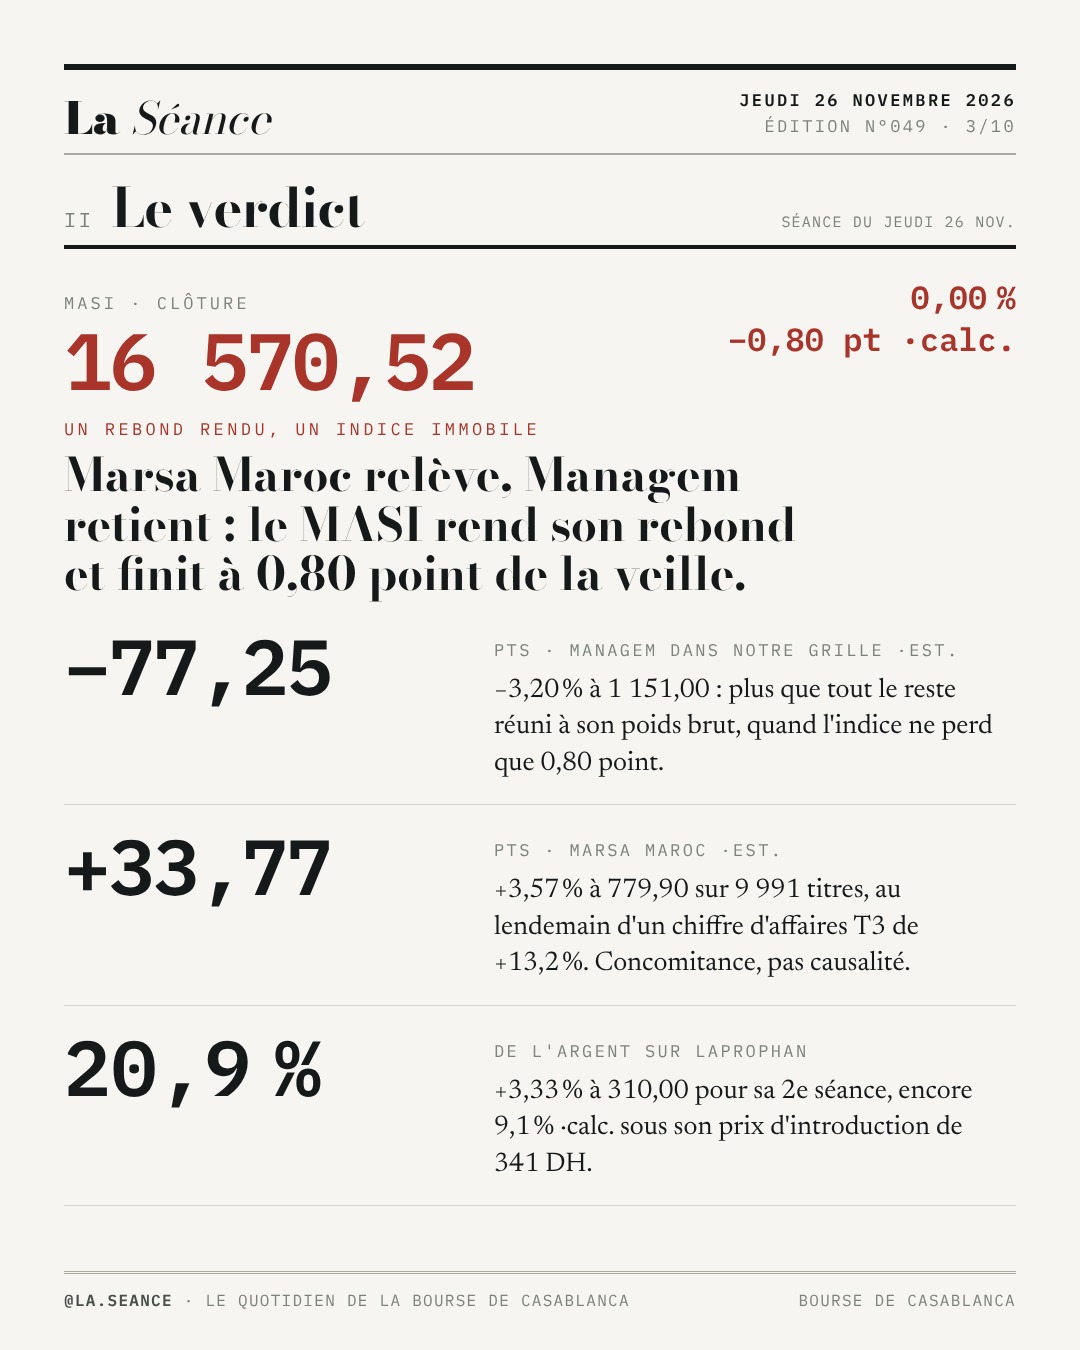 La Séance
JEUDI 26 NOVEMBRE 2026
ÉDITION N°049 · 3/10
II Le verdict
SÉANCE DU JEUDI 26 NOV.
MASI · CLÔTURE
0,00 %
16 570,52
−0,80 pt ·calc.
UN REBOND RENDU, UN INDICE IMMOBILE
Marsa Maroc relève, Managem
retient : le MASI rend son rebond
et finit à 0,80 point de la veille.
−77,25
PTS · MANAGEM DANS NOTRE GRILLE ·EST.
−3,20 % à 1 151,00 : plus que tout le reste
réuni à son poids brut, quand l'indice ne perd
que 0,80 point.
+33,77
PTS · MARSA MAROC ·EST.
+3,57 % à 779,90 sur 9 991 titres, au
lendemain d'un chiffre d'affaires T3 de
+13,2 %. Concomitance, pas causalité.
20,9 %
DE L'ARGENT SUR LAPROPHAN
+3,33 % à 310,00 pour sa 2e séance, encore
9,1 % ·calc. sous son prix d'introduction de
341 DH.
@LA.SEANCE · LE QUOTIDIEN DE LA BOURSE DE CASABLANCA
BOURSE DE CASABLANCA